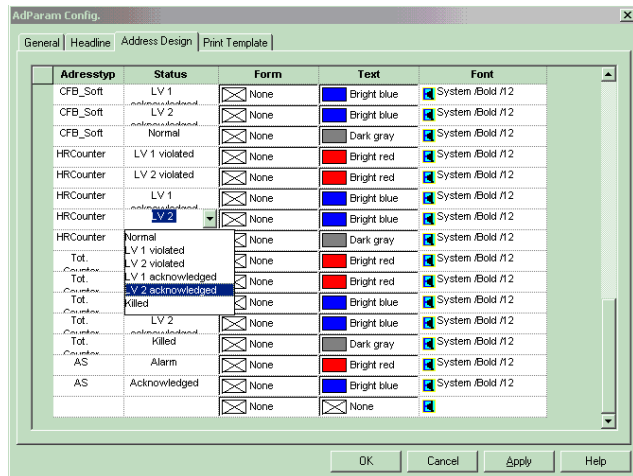 AdParam Config.
General Headline Address Design Print Template
Adresstyp Status Form Text Font
CFB_Soft LV 1 None Bright blue System /Bold /12
CFB_Soft LV 2 None Bright blue System /Bold /12
CFB_Soft Normal None Dark gray System /Bold /12
HRCounter LV 1 violated None Bright red System /Bold /12
HRCounter LV 2 violated None Bright red System /Bold /12
HRCounter LV 1 None Bright blue System /Bold /12
HRCounter LV 2 None Bright blue System /Bold /12
HRCounter None Dark gray System /Bold /12
Normal
LV 1 violated
LV 2 violated
LV 1 acknowledged
LV 2 acknowledged
Killed
Tot. None Bright red System /Bold /12
Tot. None Bright red System /Bold /12
Tot. None Bright blue System /Bold /12
Tot. LV 2 None Bright blue System /Bold /12
Tot. Killed None Dark gray System /Bold /12
AS Alarm None Bright red System /Bold /12
AS Acknowledged None Bright blue System /Bold /12
None None
OK Cancel Apply Help